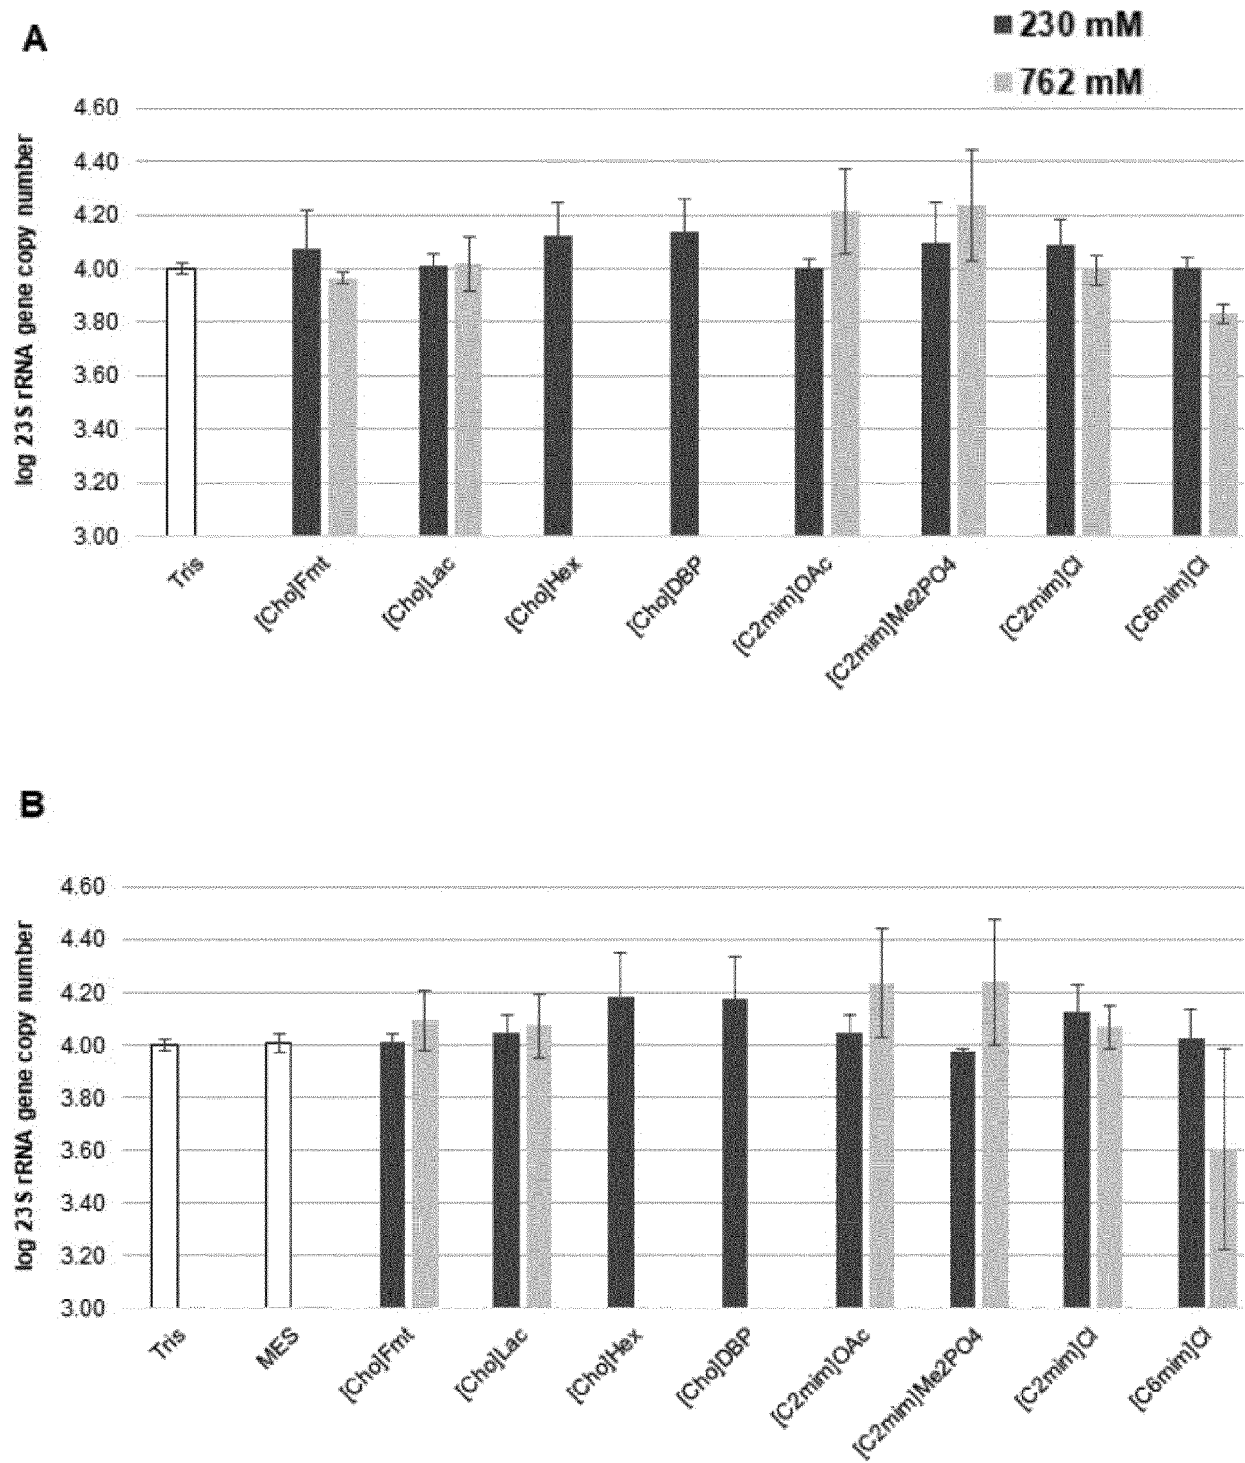 A
230 mM
762 mM
log 23S rRNA gene copy number
4.60
4.40
4.20
4.00
3.80
3.60
3.40
3.20
3.00
Tris
[Cho]Fmt
[Cho]Lac
[Cho]Hex
[Cho]DBP
[C2mim]OAc
[C2mim]Me2PO4
[C2mim]Cl
[C6mim]Cl
B
log 23S rRNA gene copy number
4.60
4.40
4.20
4.00
3.80
3.60
3.40
3.20
3.00
Tris
MES
[Cho]Fmt
[Cho]Lac
[Cho]Hex
[Cho]DBP
[C2mim]OAc
[C2mim]Me2PO4
[C2mim]Cl
[C6mim]Cl